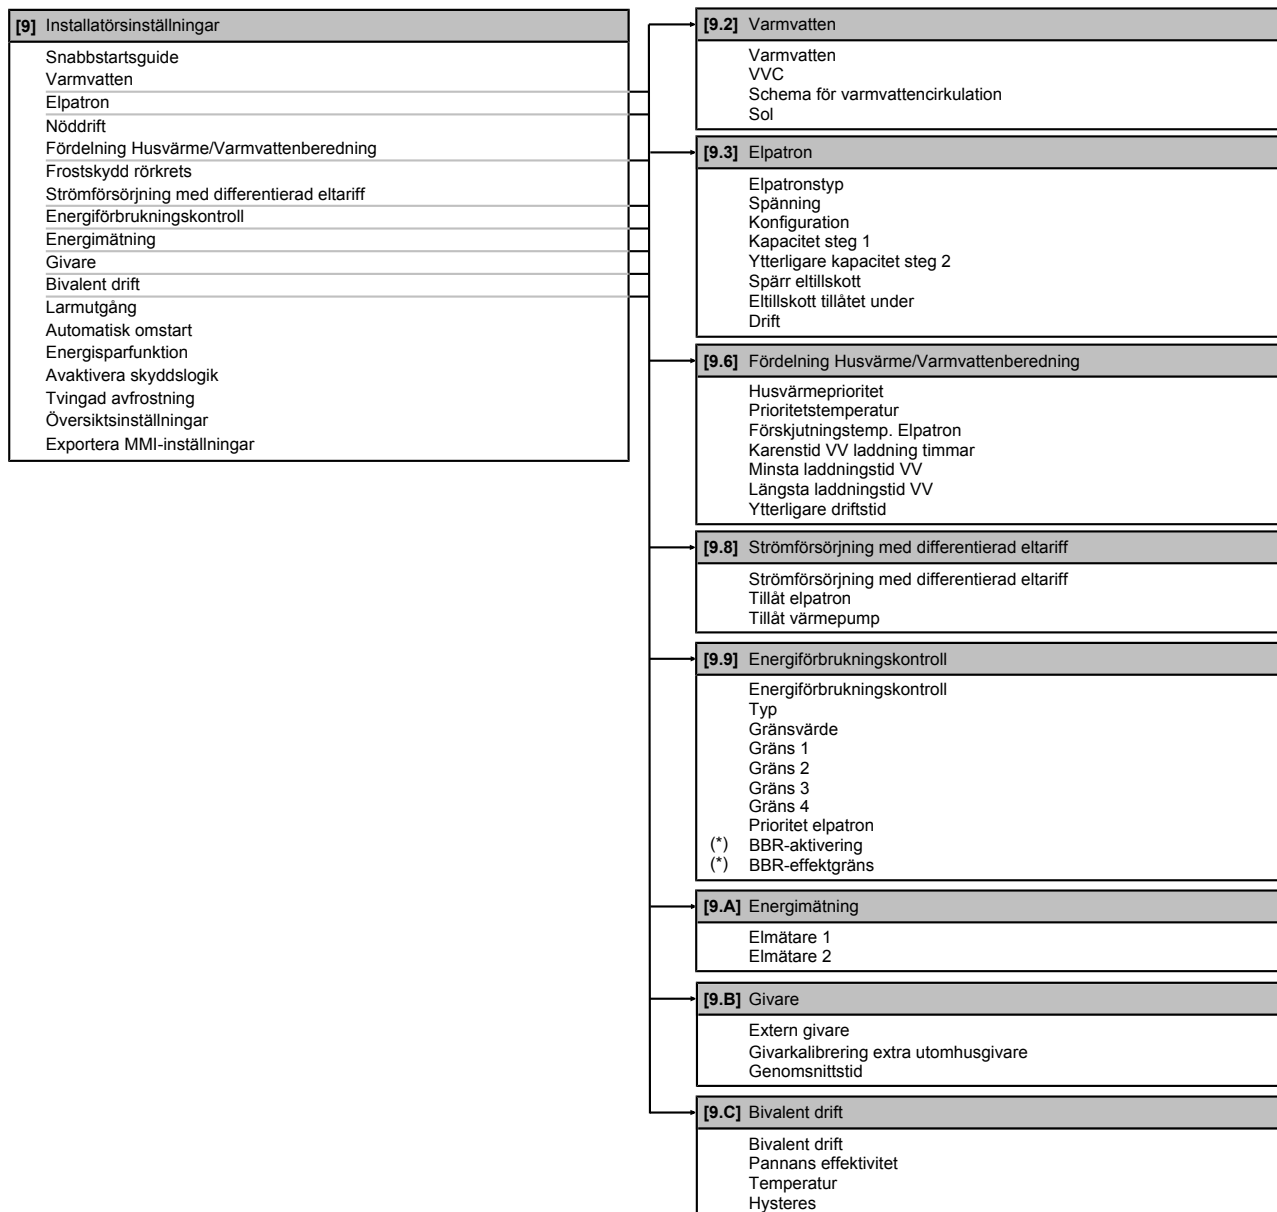 [9] Installatörsinställningar
Snabbstartsguide
Varmvatten
Elpatron
Nöddrift
Fördelning Husvärme/Varmvattenberedning
Frostskydd rörkrets
Strömförsörjning med differentierad eltariff
Energiförbrukningskontroll
Energimätning
Givare
Bivalent drift
Larmutgång
Automatisk omstart
Energisparfunktion
Avaktivera skyddslogik
Tvingad avfrostning
Översiktsinställningar
Exportera MMI-inställningar
[9.2] Varmvatten
Varmvatten
VVC
Schema för varmvattencirkulation
Sol
[9.3] Elpatron
Elpatronstyp
Spänning
Konfiguration
Kapacitet steg 1
Ytterligare kapacitet steg 2
Spärr eltillskott
Eltillskott tillåtet under
Drift
[9.6] Fördelning Husvärme/Varmvattenberedning
Husvärmeprioritet
Prioritetstemperatur
Förskjutningstemp. Elpatron
Karenstid VV laddning timmar
Minsta laddningstid VV
Längsta laddningstid VV
Ytterligare driftstid
[9.8] Strömförsörjning med differentierad eltariff
Strömförsörjning med differentierad eltariff
Tillåt elpatron
Tillåt värmepump
[9.9] Energiförbrukningskontroll
Energiförbrukningskontroll
Typ
Gränsvärde
Gräns 1
Gräns 2
Gräns 3
Gräns 4
Prioritet elpatron
(*) BBR-aktivering
(*) BBR-effektgräns
[9.A] Energimätning
Elmätare 1
Elmätare 2
[9.B] Givare
Extern givare
Givarkalibrering extra utomhusgivare
Genomsnittstid
[9.C] Bivalent drift
Bivalent drift
Pannans effektivitet
Temperatur
Hysteres